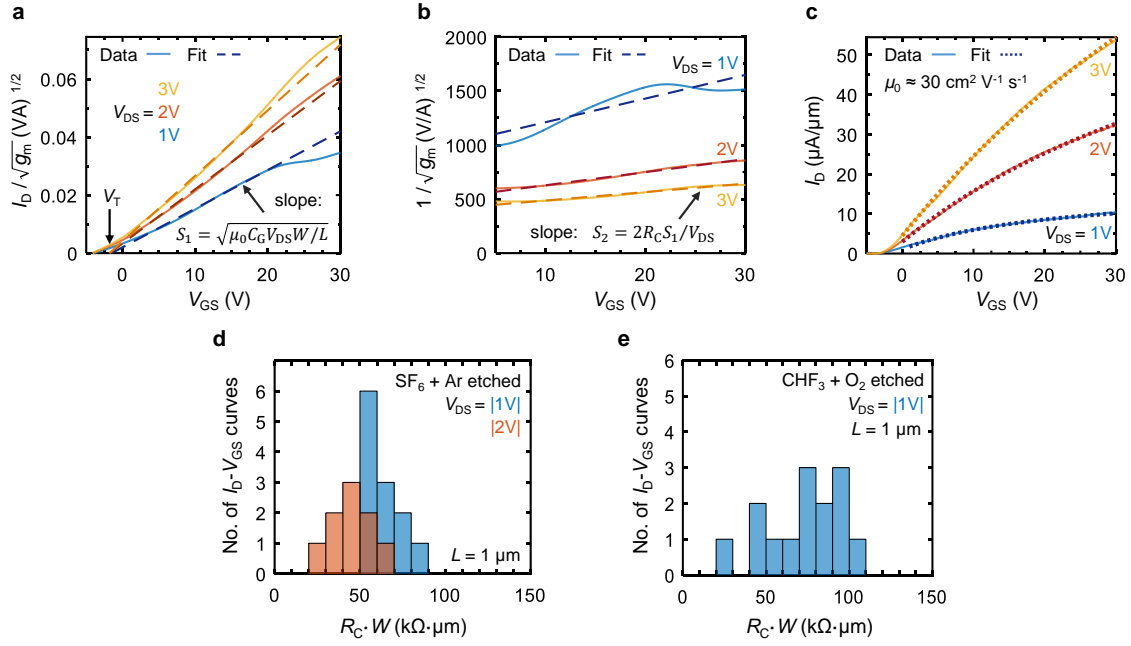 a
Data Fit
3V
V_DS = 2V
1V
V_T
slope:
S_1 = √(μ_0 C_G V_DS W/L)
I_D / √g_m (VA)^1/2
0.06
0.04
0.02
0
0 10 20 30
V_GS (V)
b
Data Fit
V_DS = 1V
2V
3V
slope: S_2 = 2R_C S_1/V_DS
1 / √g_m (V/A)^1/2
2000
1500
1000
500
0
10 20 30
V_GS (V)
c
Data Fit
μ_0 ≈ 30 cm² V⁻¹ s⁻¹
3V
2V
V_DS = 1V
I_D (μA/μm)
50
40
30
20
10
0
0 10 20 30
V_GS (V)
d
SF₆ + Ar etched
V_DS = |1V|
|2V|
L = 1 μm
No. of I_D-V_GS curves
6
5
4
3
2
1
0
0 50 100 150
R_C· W (kΩ·μm)
e
CHF₃ + O₂ etched
V_DS = |1V|
L = 1 μm
No. of I_D-V_GS curves
6
5
4
3
2
1
0
0 50 100 150
R_C· W (kΩ·μm)